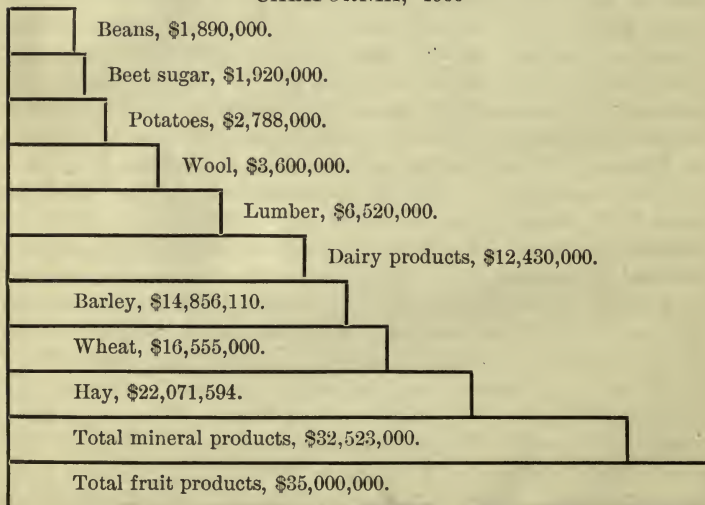 Beans, $1,890,000.
Beet sugar, $1,920,000.
Potatoes, $2,788,000.
Wool, $3,600,000.
Lumber, $6,520,000.
Dairy products, $12,430,000.
Barley, $14,856,110.
Wheat, $16,555,000.
Hay, $22,071,594.
Total mineral products, $32,523,000.
Total fruit products, $35,000,000.